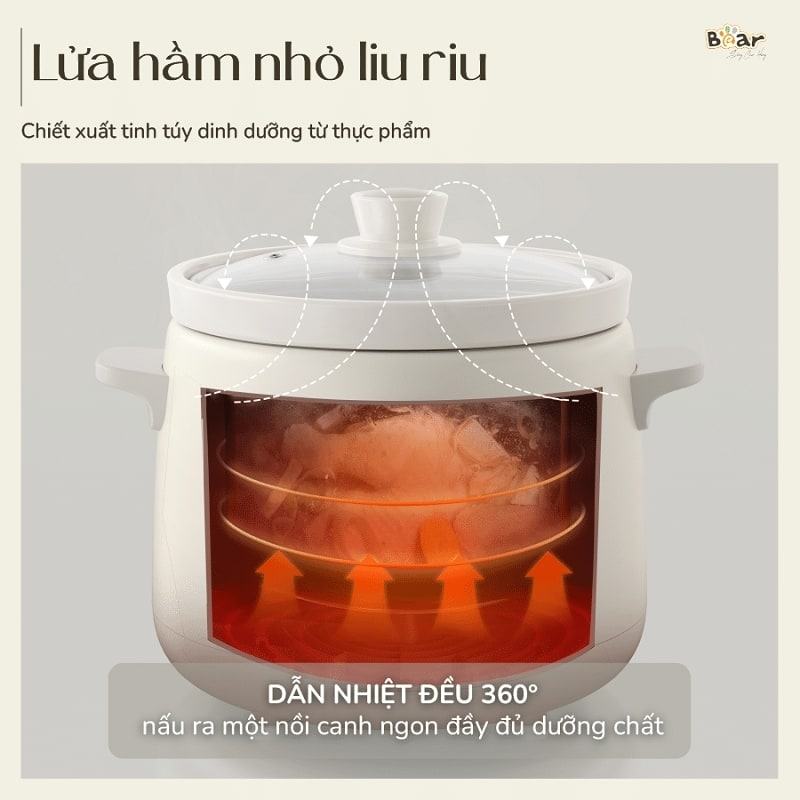 Lửa hầm nhỏ liu riu
Bear
Chiết xuất tinh túy dinh dưỡng từ thực phẩm
DẪN NHIỆT ĐỀU 360°
nấu ra một nồi canh ngon đầy đủ dưỡng chất